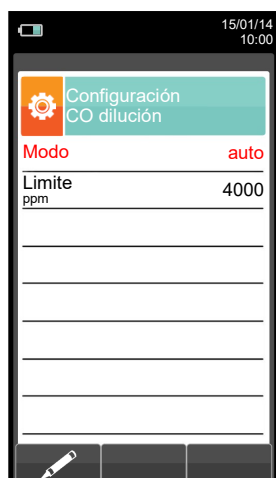 15/01/14
10:00
Configuración
CO dilución
Modo auto
Limite 4000
ppm